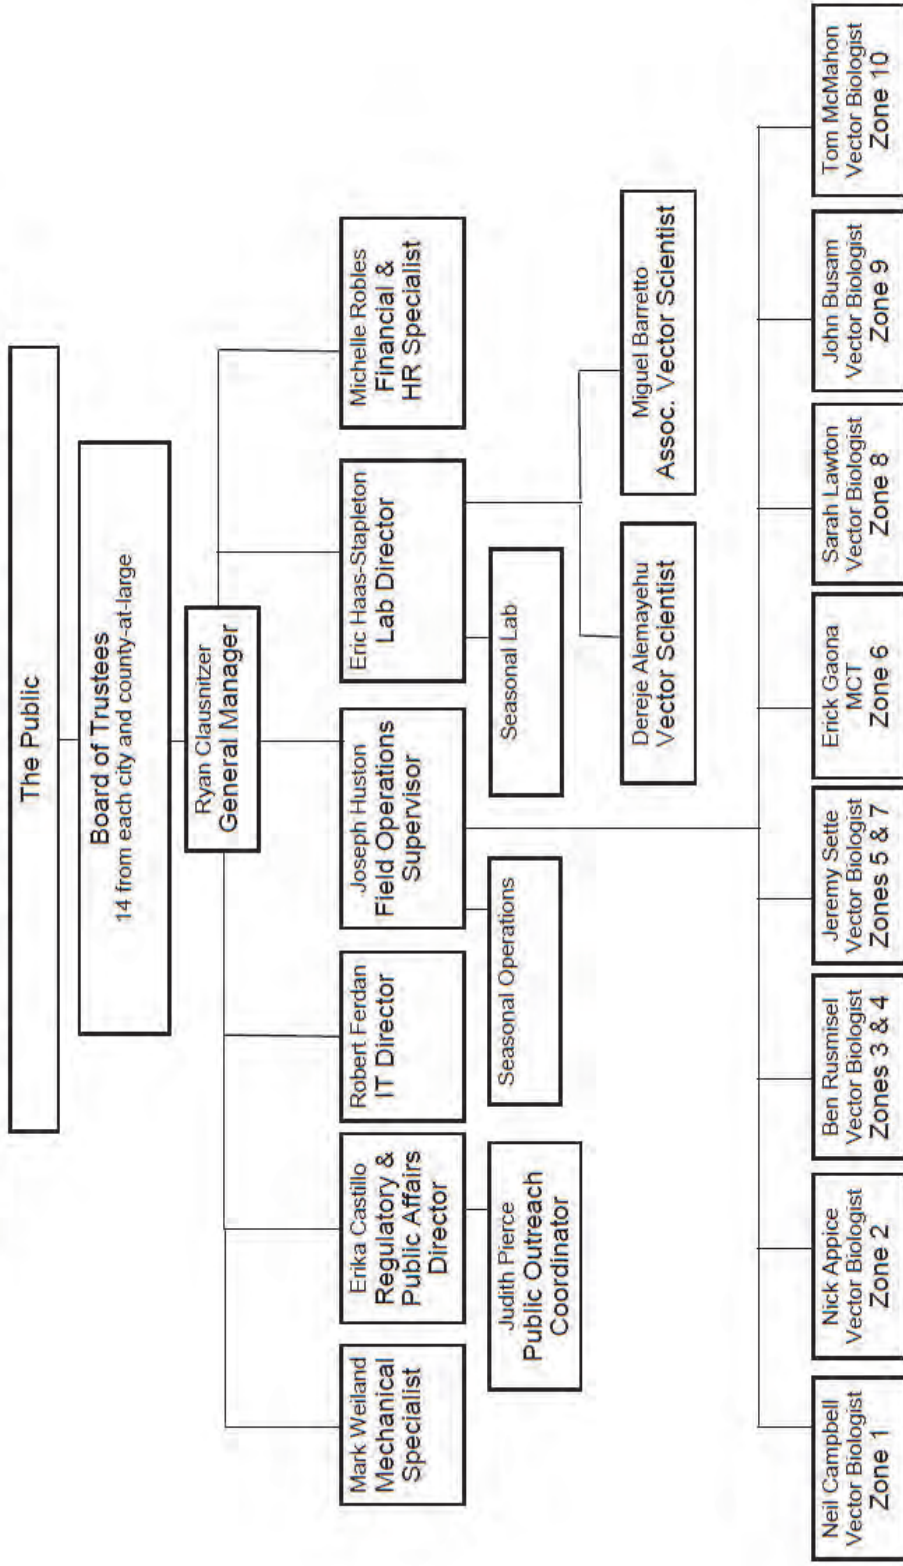 The Public
Board of Trustees
14 from each city and county-at-large
Ryan Clausnitzer
General Manager
Mark Weiland
Mechanical
Specialist
Erika Castillo
Regulatory &
Public Affairs
Director
Robert Ferdan
IT Director
Joseph Huston
Field Operations
Supervisor
Eric Haas-Stapleton
Lab Director
Michelle Robles
Financial &
HR Specialist
Judith Pierce
Public Outreach
Coordinator
Seasonal Operations
Seasonal Lab
Dereje Alemayehu
Vector Scientist
Miguel Barretto
Assoc. Vector Scientist
Neil Campbell
Vector Biologist
Zone 1
Nick Appice
Vector Biologist
Zone 2
Ben Rusmisel
Vector Biologist
Zones 3 & 4
Jeremy Sette
Vector Biologist
Zones 5 & 7
Erick Gaona
MCT
Zone 6
Sarah Lawton
Vector Biologist
Zone 8
John Busam
Vector Biologist
Zone 9
Tom McMahon
Vector Biologist
Zone 10